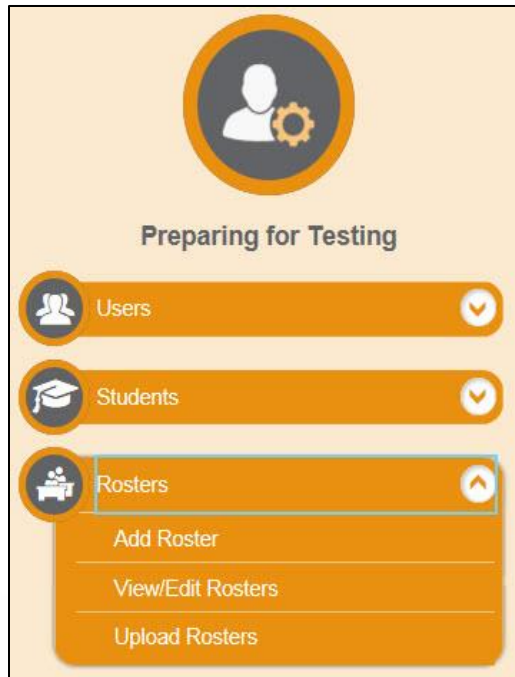 Preparing for Testing
Users
Students
Rosters
Add Roster
View/Edit Rosters
Upload Rosters